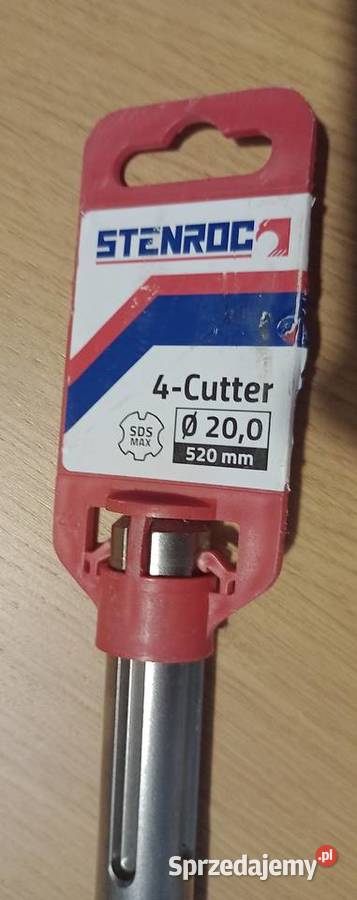 STENROC
4-Cutter
SDS
MAX
Ø 20,0
520 mm
Sprzedajemy.pl